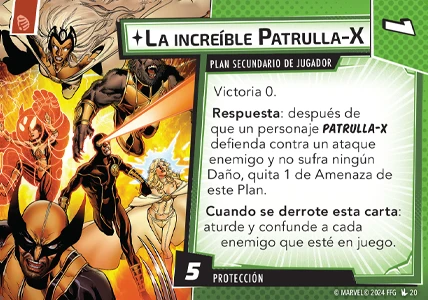 LA INCREÍBLE PATRULLA-X
1
PLAN SECUNDARIO DE JUGADOR
Victoria 0.
Respuesta: después de
que un personaje PATRULLA-X
defienda contra un ataque
enemigo y no sufra ningún
Daño, quita 1 de Amenaza de
este Plan.
Cuando se derrote esta carta:
aturde y confunde a cada
enemigo que esté en juego.
5
PROTECCIÓN
© MARVEL © 2024 FFG 20